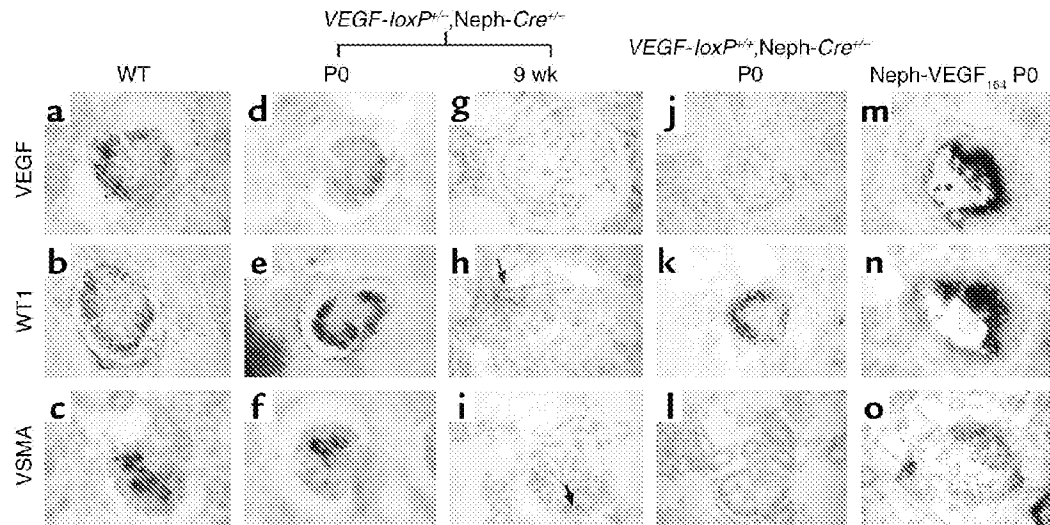 VEGF-loxP+/-,Neph-Cre+/-
VEGF-loxP+/+,Neph-Cre+/-
WT P0 9 wk P0 Neph-VEGF164 P0
a d g j m
VEGF
b e h k n
WT1
c f i l o
VSMA